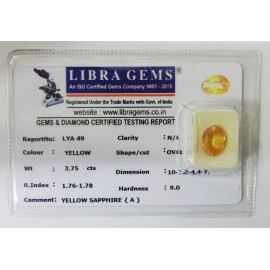 LIBRA GEMS
An ISO Certified Gems Company 9001 - 2015
Registered Under the Trade Marks with Govt. of India
website : www.libragems.co.in
GEMS & DIAMOND CERTIFIED TESTING REPORT
ReportNo: LYA 49 Clarity N/A
Colour YELLOW Shape/cut OVAL
Wt 3.75 cts Dimension
R.Index 1.76-1.78 Hardness 9.0
Comment: YELLOW SAPPHIRE { A }